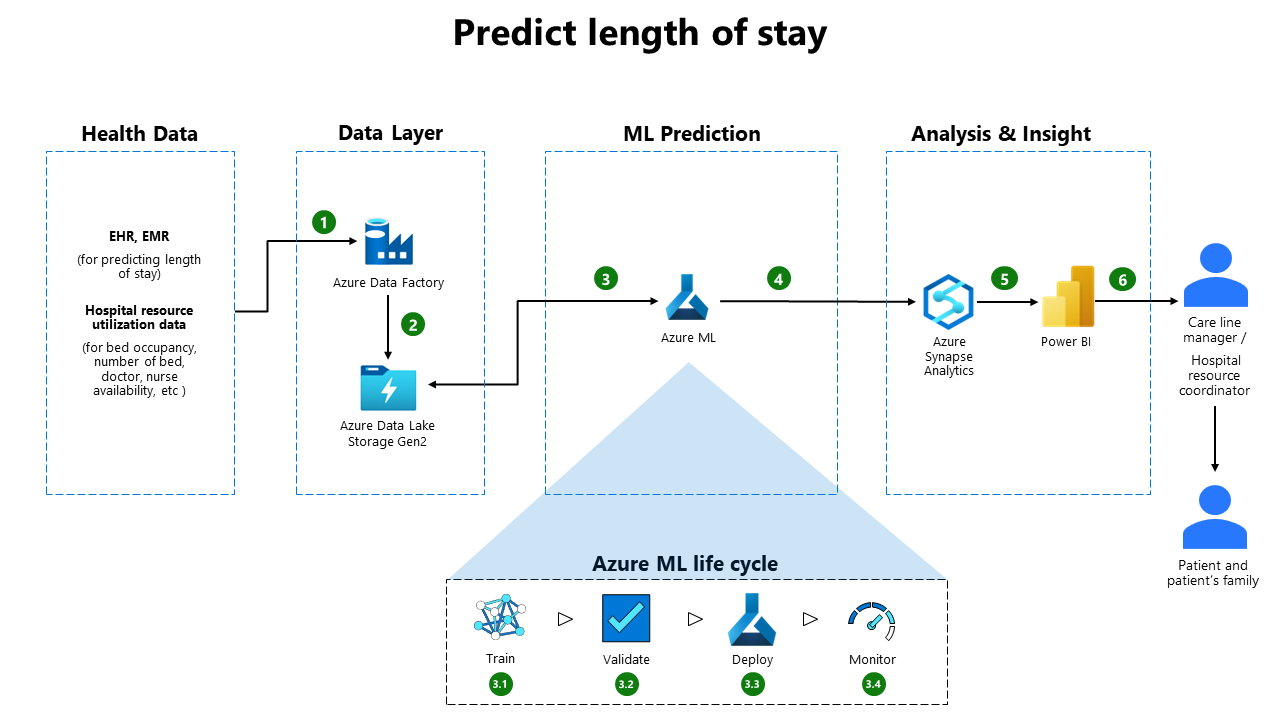 Predict length of stay
Health Data
EHR, EMR
(for predicting length
of stay)
Hospital resource
utilization data
(for bed occupancy,
number of bed,
doctor, nurse
availability, etc )
Data Layer
1
Azure Data Factory
2
Azure Data Lake
Storage Gen2
ML Prediction
3
Azure ML
4
Analysis & Insight
Azure
Synapse
Analytics
5
Power BI
6
Care line
manager /
Hospital
resource
coordinator
Patient and
patient's family
Azure ML life cycle
Train
3.1
Validate
3.2
Deploy
3.3
Monitor
3.4